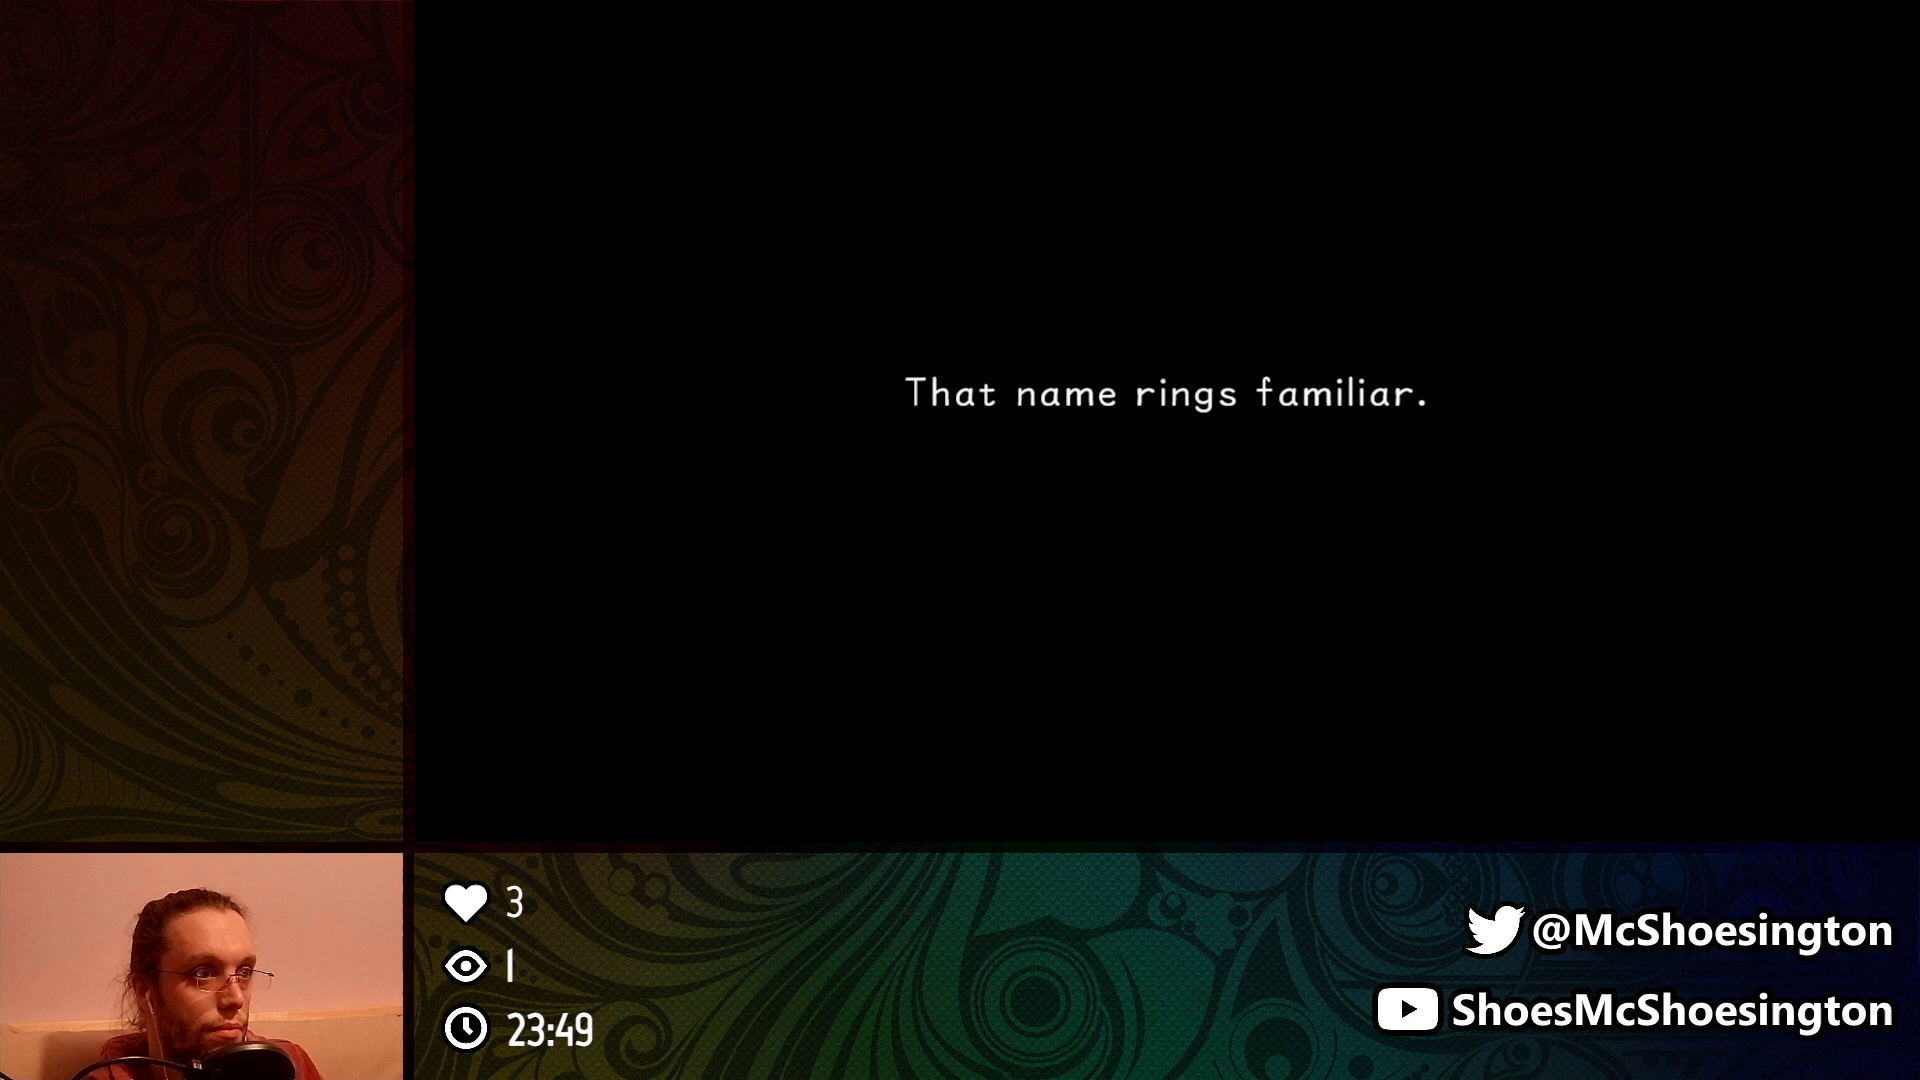 That name rings familiar.
3
1
23:49
@McShoesington
ShoesMcShoesington